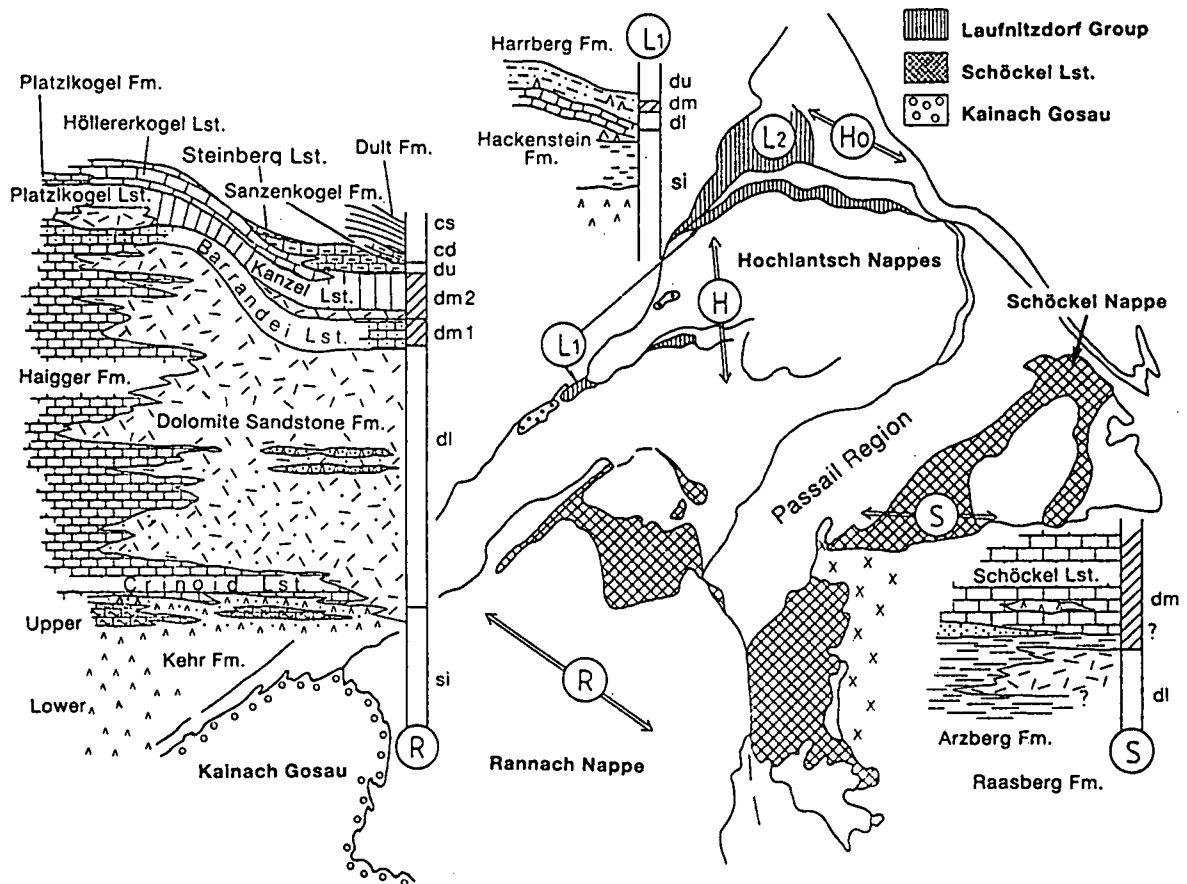 Laufnitzdorf Group
Schöckel Lst.
Kainach Gosau
Harrberg Fm.
L1
du
dm
dl
Hackenstein
Fm.
si
Platzlkogel Fm.
Höllererkogel Lst.
Steinberg Lst.
Dult Fm.
Sanzenkogel Fm.
Platzlkogel Lst.
Kanzel Lst.
Barrandei Lst.
cs
cd
du
dm2
dm1
Haigger Fm.
Dolomite Sandstone Fm.
dl
Crinoid Lst.
Upper
Kehr Fm.
Lower
si
R
Kainach Gosau
L2
Ho
Hochlantsch Nappes
H
L1
Schöckel Nappe
Passail Region
S
R
Rannach Nappe
Schöckel Lst.
dm
?
dl
?
Arzberg Fm.
Raasberg Fm.
S